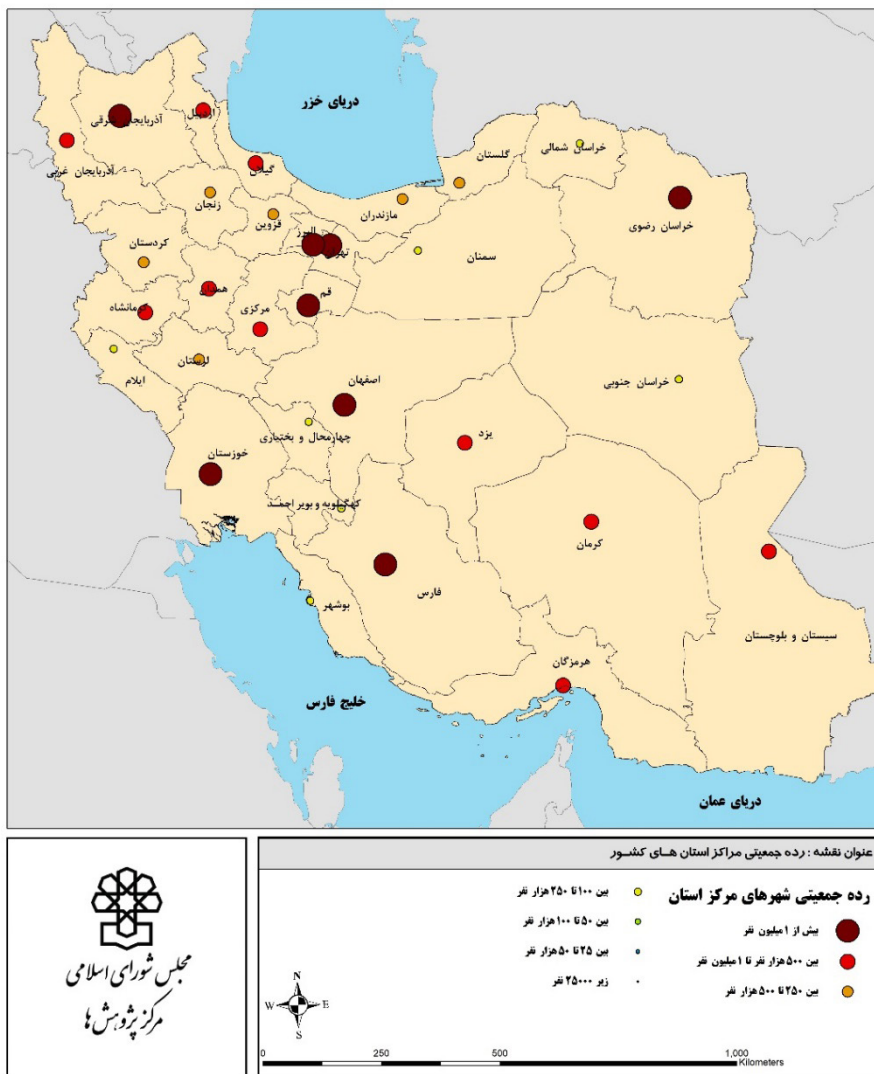 دریای خزر
آذربایجان شرقی
اردبیل
خراسان شمالی
گلستان
گیلان
آذربایجان غربی
زنجان
مازندران
قزوین
خراسان رضوی
البرز
تهران
کردستان
سمنان
همدان
قم
کرمانشاه
مرکزی
لرستان
ایلام
اصفهان
خراسان جنوبی
یزد
چهارمحال و بختیاری
خوزستان
کهگیلویه و بویر احمـد
کرمان
فارس
بوشهر
سیستان و بلوچستان
هرمزگان
خلیج فارس
دریای عمان
عنوان نقشه : رده جمعیتی مراکز استان هـای کشـور
رده جمعیتی شهرهای مرکز استان
بیش از ۱ میلیون نفر
بین ۵۰۰ هزار نفر تا ۱ میلیون نفر
بین ۲۵۰ تا ۵۰۰ هزار نفر
بین ۱۰۰ تا ۲۵۰ هزار نفر
بین ۵۰ تا ۱۰۰ هزار نفر
بین ۲۵ تا ۵۰ هزار نفر
زیر ۲۵۰۰۰ نفر
N
W E
S
0 250 500 1,000
Kilometers
مجلس شورای اسلامی
مرکز پژوهش‌ها